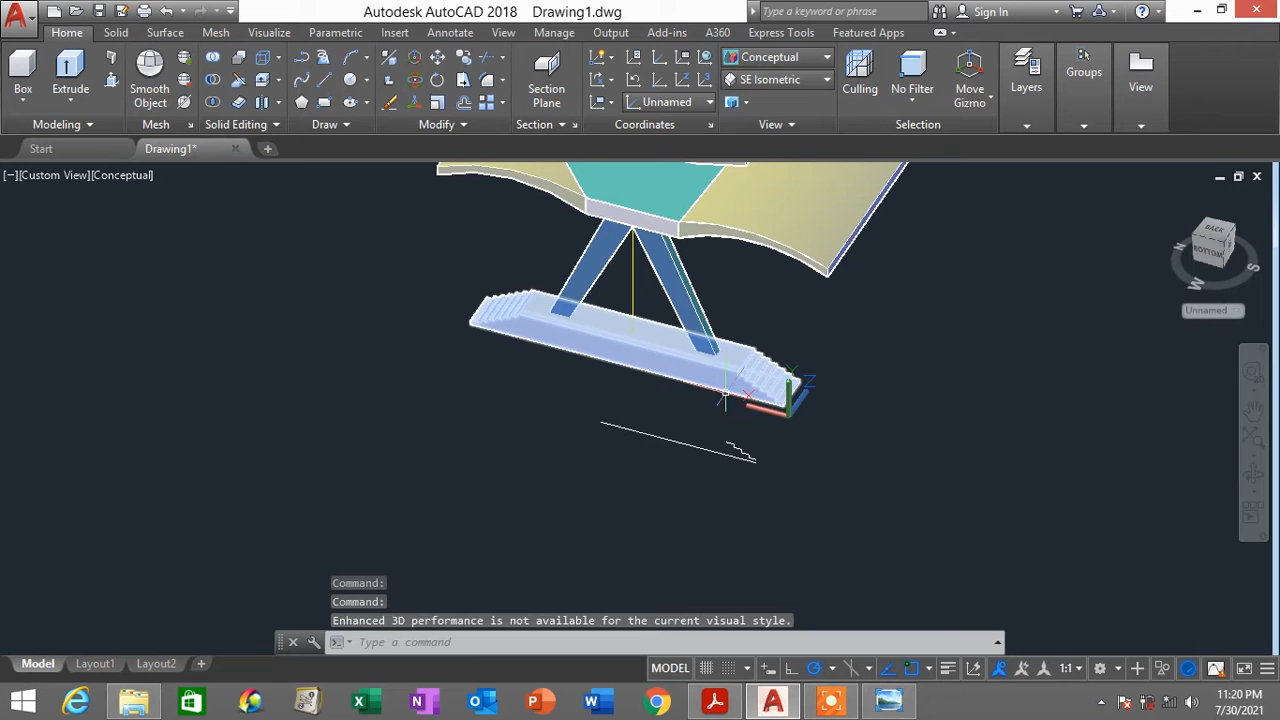 Autodesk AutoCAD 2018 Drawing1.dwg
Type a keyword or phrase
Sign In
Home Solid Surface Mesh Visualize Parametric Insert Annotate View Manage Output Add-ins A360 Express Tools Featured Apps
Conceptual
SE Isometric
Unnamed
Box Extrude Smooth Object Section Plane Culling No Filter Move Gizmo Layers Groups View
Modeling Mesh Solid Editing Draw Modify Section Coordinates View Selection
Start Drawing1*
[−][Custom View][Conceptual]
BACK
BOTTOM
N
S
W
Unnamed
Z
Y
X
Command:
Command:
Enhanced 3D performance is not available for the current visual style.
Type a command
Model Layout1 Layout2
MODEL
1:1
11:20 PM
7/30/2021